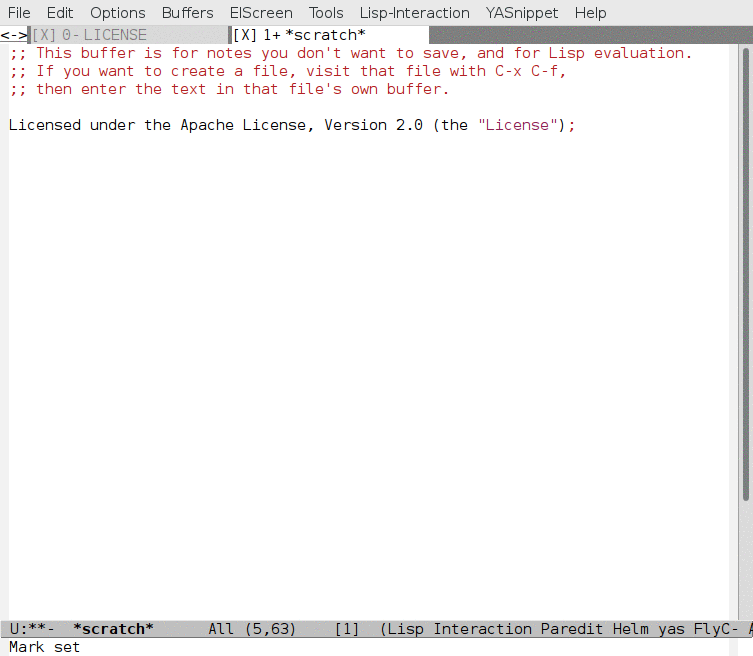 File Edit Options Buffers ElScreen Tools Lisp-Interaction YASnippet Help
<->[X] 0- LICENSE [X] 1+ *scratch*
;; This buffer is for notes you don't want to save, and for Lisp evaluation.
;; If you want to create a file, visit that file with C-x C-f,
;; then enter the text in that file's own buffer.
Licensed under the Apache License, Version 2.0 (the "License");
U:**- *scratch* All (5,63) [1] (Lisp Interaction Paredit Helm yas FlyC-
Mark set